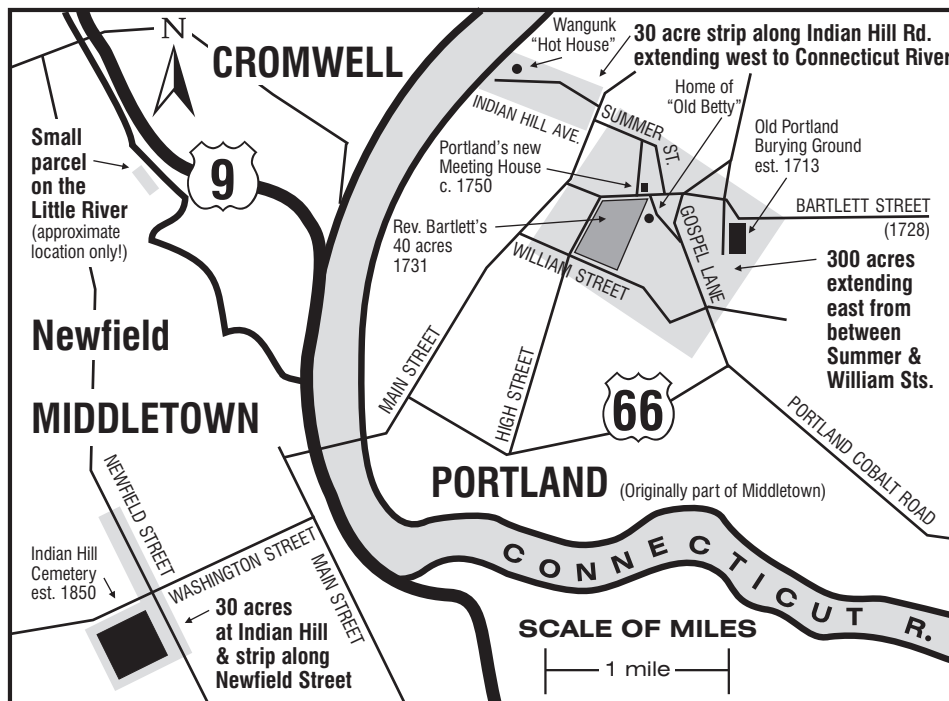 N
CROMWELL
Wangunk
“Hot House”
30 acre strip along Indian Hill Rd.
extending west to Connecticut River
INDIAN HILL AVE.
SUMMER ST.
Home of
“Old Betty”
Old Portland
Burying Ground
est. 1713
Portland’s new
Meeting House
c. 1750
Small
parcel
on the
Little River
(approximate
location only!)
9
Rev. Bartlett’s
40 acres
1731
BARTLETT STREET
(1728)
GOSPEL LANE
WILLIAM STREET
300 acres
extending
east from
between
Summer &
William Sts.
Newfield
MIDDLETOWN
MAIN STREET
HIGH STREET
66
PORTLAND COBALT ROAD
PORTLAND (Originally part of Middletown)
NEWFIELD STREET
WASHINGTON STREET
MAIN STREET
Indian Hill
Cemetery
est. 1850
30 acres
at Indian Hill
& strip along
Newfield Street
CONNECTICUT R.
SCALE OF MILES
1 mile